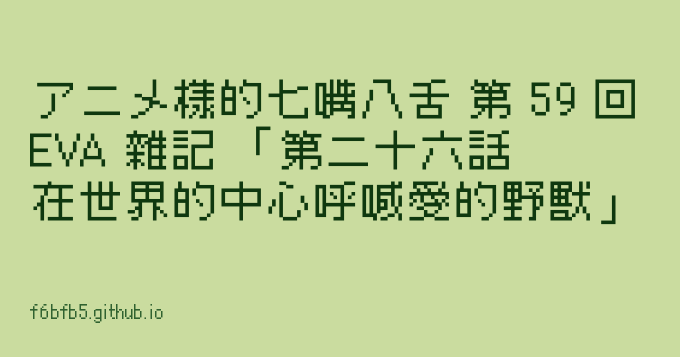 アニメ樣的七嘴八舌 第 59 回
EVA 雜記 「第二十六話
在世界的中心呼喊愛的野獸」
f6bfb5.github.io